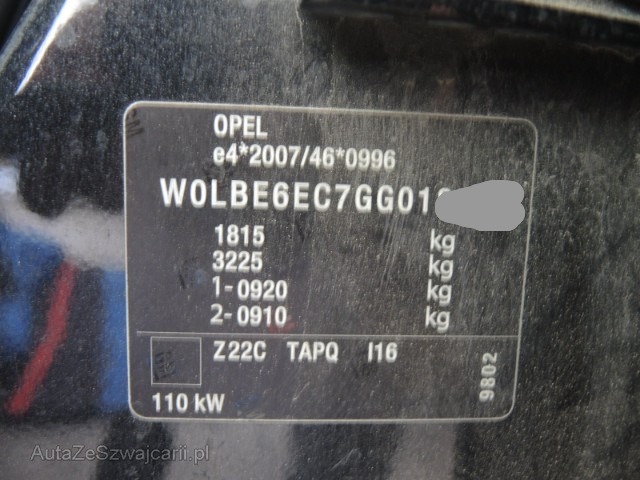 OPEL
e4*2007/46*0996
W0LBE6EC7GG01
1815 kg
3225 kg
1-0920 kg
2-0910 kg
Z22C TAPQ I16
9802
110 kW
AutaZeSzwajcarii.pl